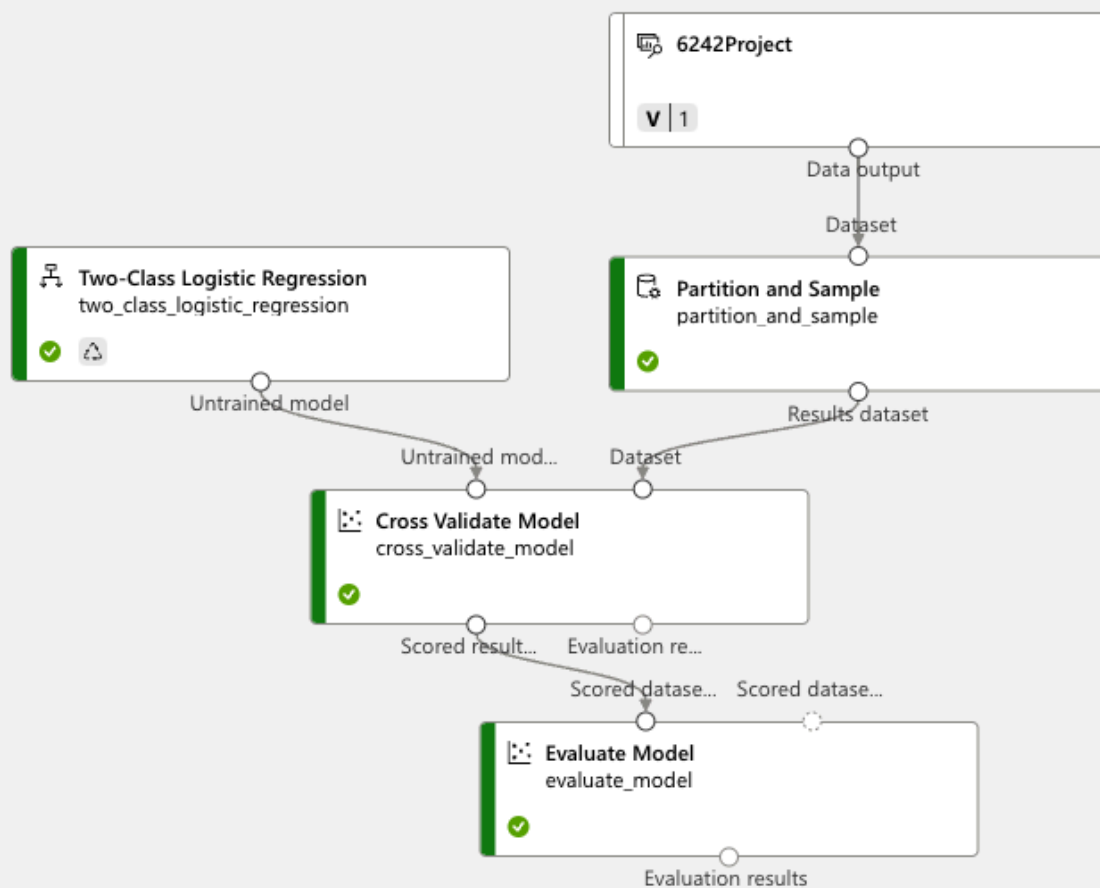 6242Project
V 1
Data output
Dataset
Two-Class Logistic Regression
two_class_logistic_regression
Untrained model
Partition and Sample
partition_and_sample
Results dataset
Untrained mod...
Dataset
Cross Validate Model
cross_validate_model
Scored result...
Evaluation re...
Scored datase...
Scored datase...
Evaluate Model
evaluate_model
Evaluation results